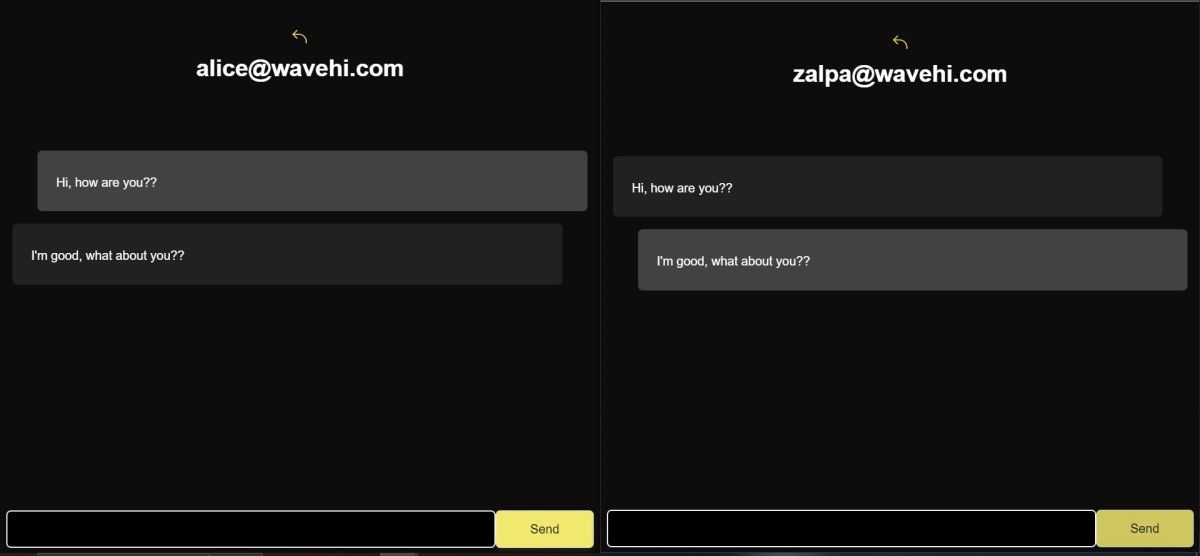 alice@wavehi.com
Hi, how are you??
I'm good, what about you??
Send
zalpa@wavehi.com
Hi, how are you??
I'm good, what about you??
Send